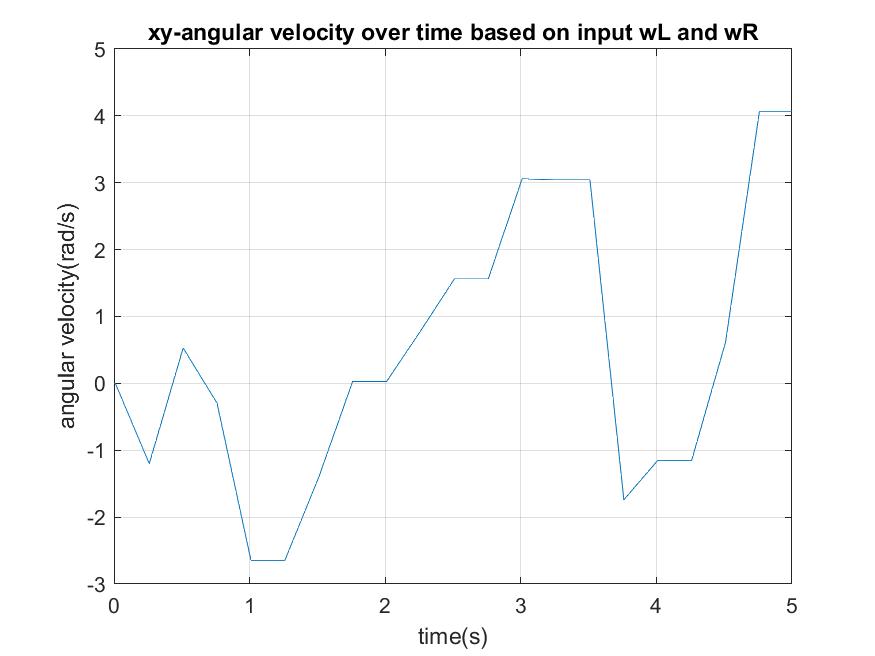 xy-angular velocity over time based on input wL and wR
5
4
3
2
1
0
-1
-2
-3
angular velocity(rad/s)
0 1 2 3 4 5
time(s)